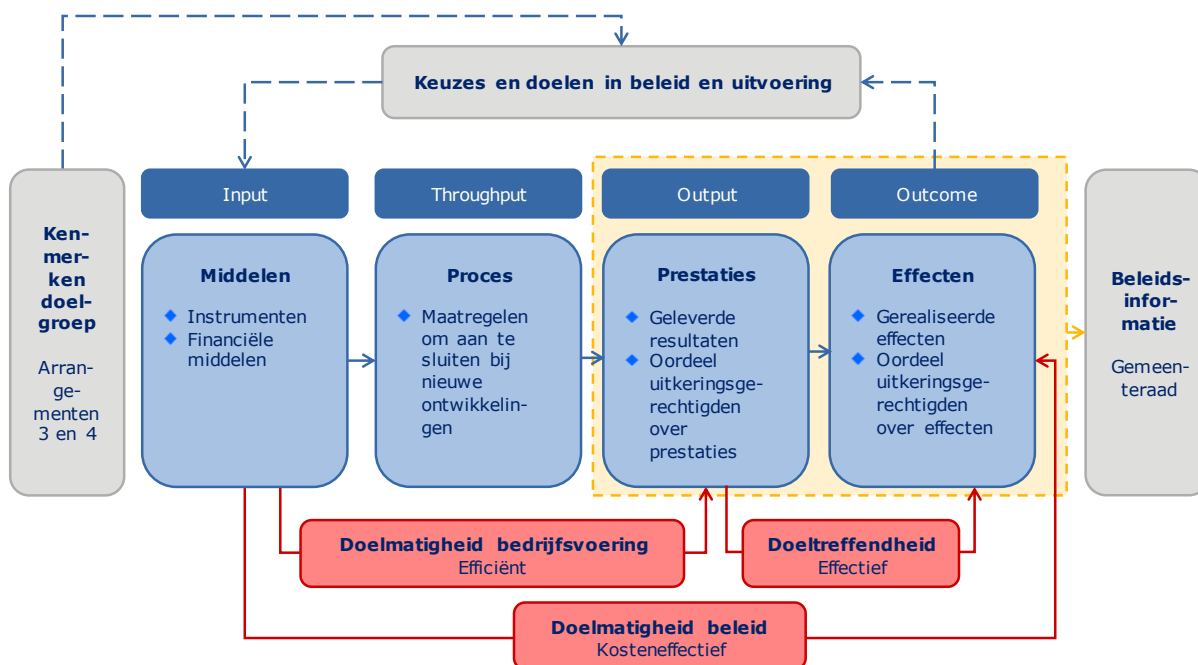 Keuzes en doelen in beleid en uitvoering
Ken-
mer-
ken
doel-
groep
Arran-
ge-
menten
3 en 4
Input
Middelen
Instrumenten
Financiële
middelen
Throughput
Proces
Maatregelen
om aan te
sluiten bij
nieuwe
ontwikkelin-
gen
Output
Prestaties
Geleverde
resultaten
Oordeel
uitkeringsge-
rechtigden
over
prestaties
Outcome
Effecten
Gerealiseerde
effecten
Oordeel
uitkeringsge-
rechtigden
over effecten
Beleids-
infor-
matie
Gemeen-
teraad
Doelmatigheid bedrijfsvoering
Efficiënt
Doeltreffendheid
Effectief
Doelmatigheid beleid
Kosteneffectief